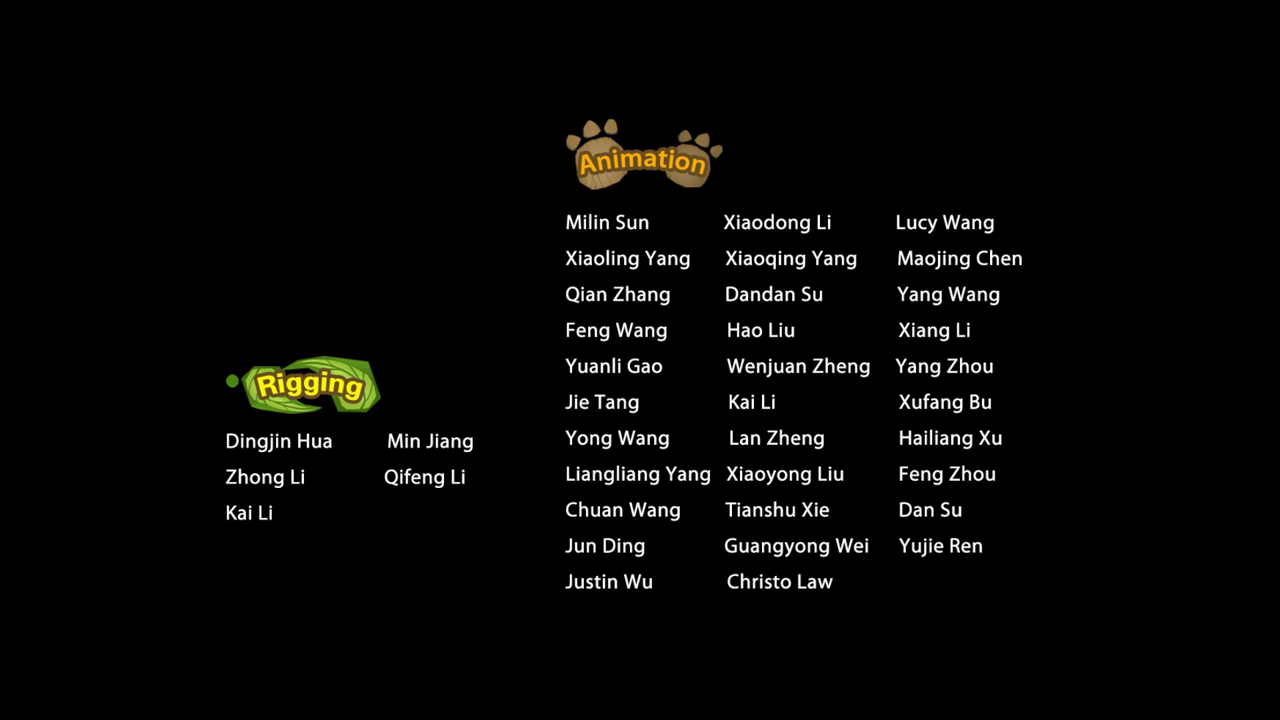 Rigging
Dingjin Hua Min Jiang
Zhong Li Qifeng Li
Kai Li
Animation
Milin Sun Xiaodong Li Lucy Wang
Xiaoling Yang Xiaoqing Yang Maojing Chen
Qian Zhang Dandan Su Yang Wang
Feng Wang Hao Liu Xiang Li
Yuanli Gao Wenjuan Zheng Yang Zhou
Jie Tang Kai Li Xufang Bu
Yong Wang Lan Zheng Hailiang Xu
Liangliang Yang Xiaoyong Liu Feng Zhou
Chuan Wang Tianshu Xie Dan Su
Jun Ding Guangyong Wei Yujie Ren
Justin Wu Christo Law